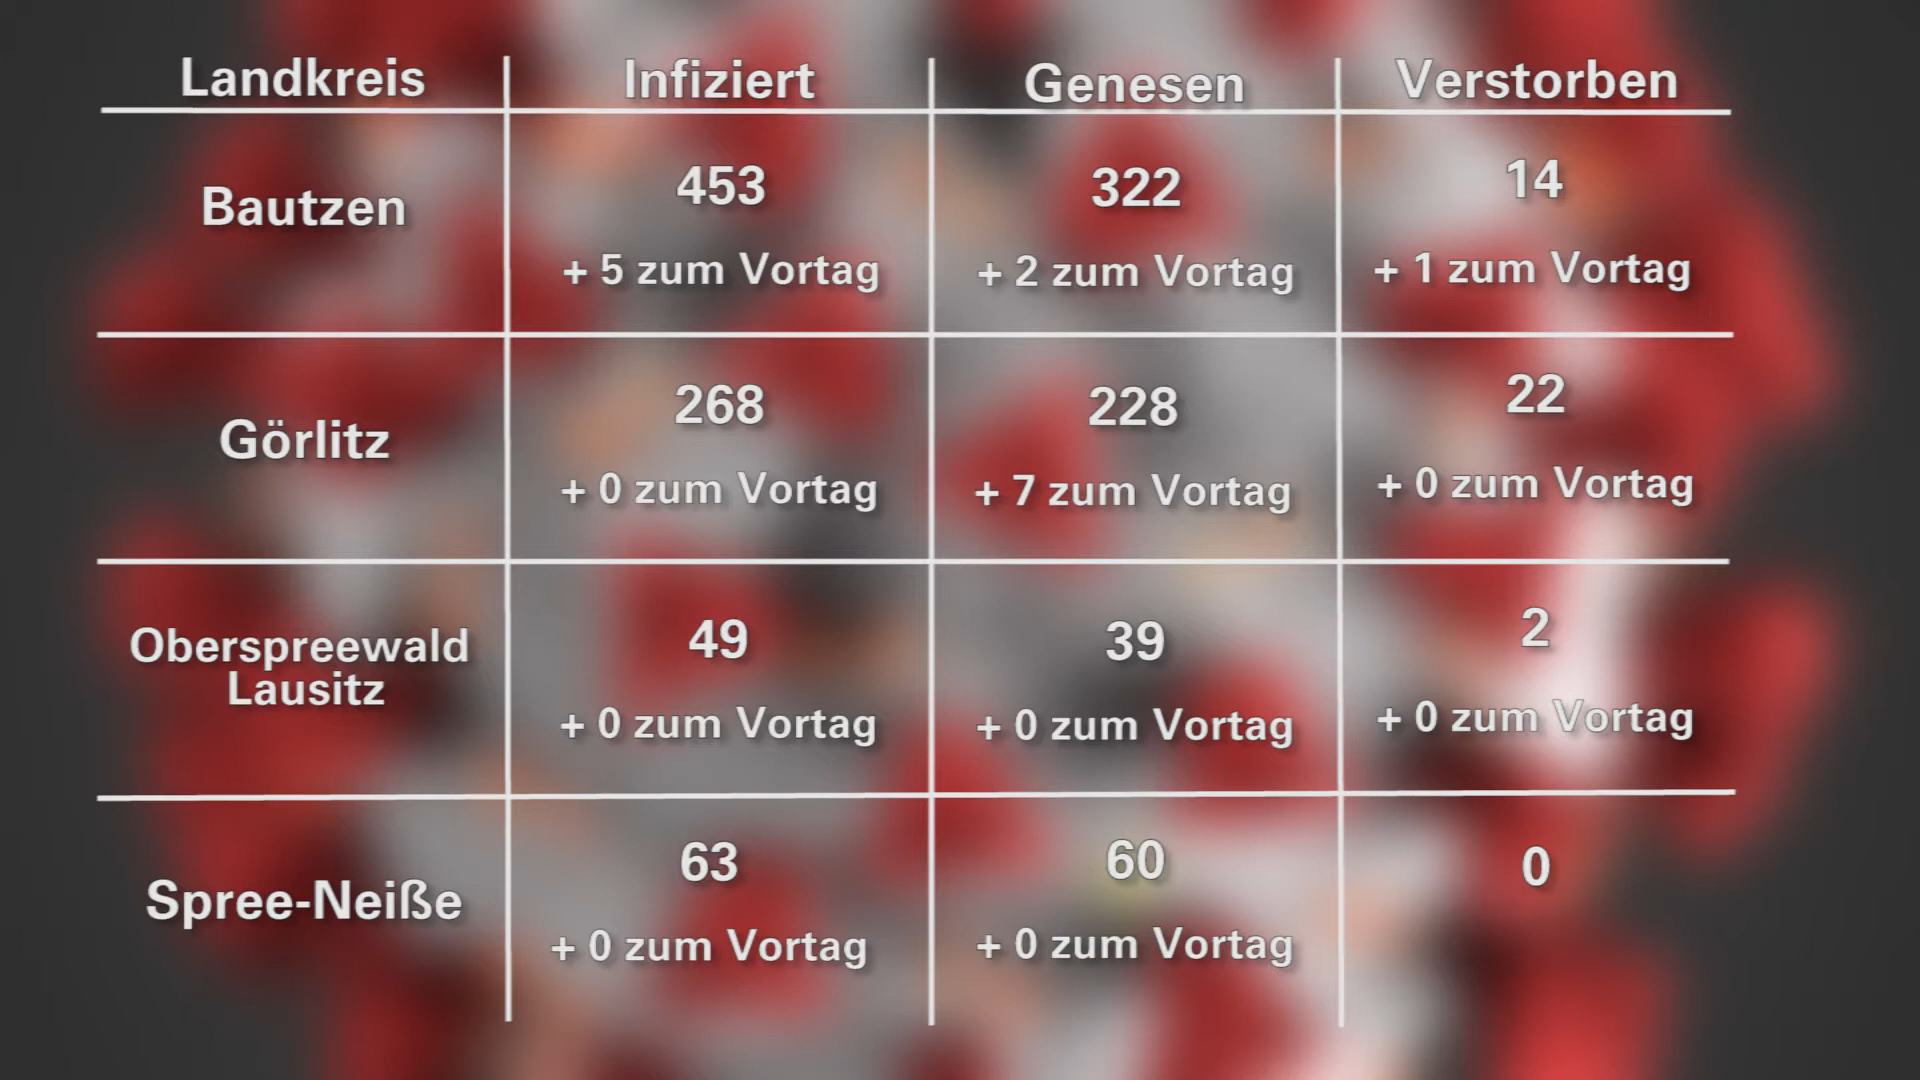 Landkreis Infiziert Genesen Verstorben
Bautzen 453 322 14
+ 5 zum Vortag + 2 zum Vortag + 1 zum Vortag
Görlitz 268 228 22
+ 0 zum Vortag + 7 zum Vortag + 0 zum Vortag
Oberspreewald 49 39 2
Lausitz + 0 zum Vortag + 0 zum Vortag + 0 zum Vortag
Spree-Neiße 63 60 0
+ 0 zum Vortag + 0 zum Vortag